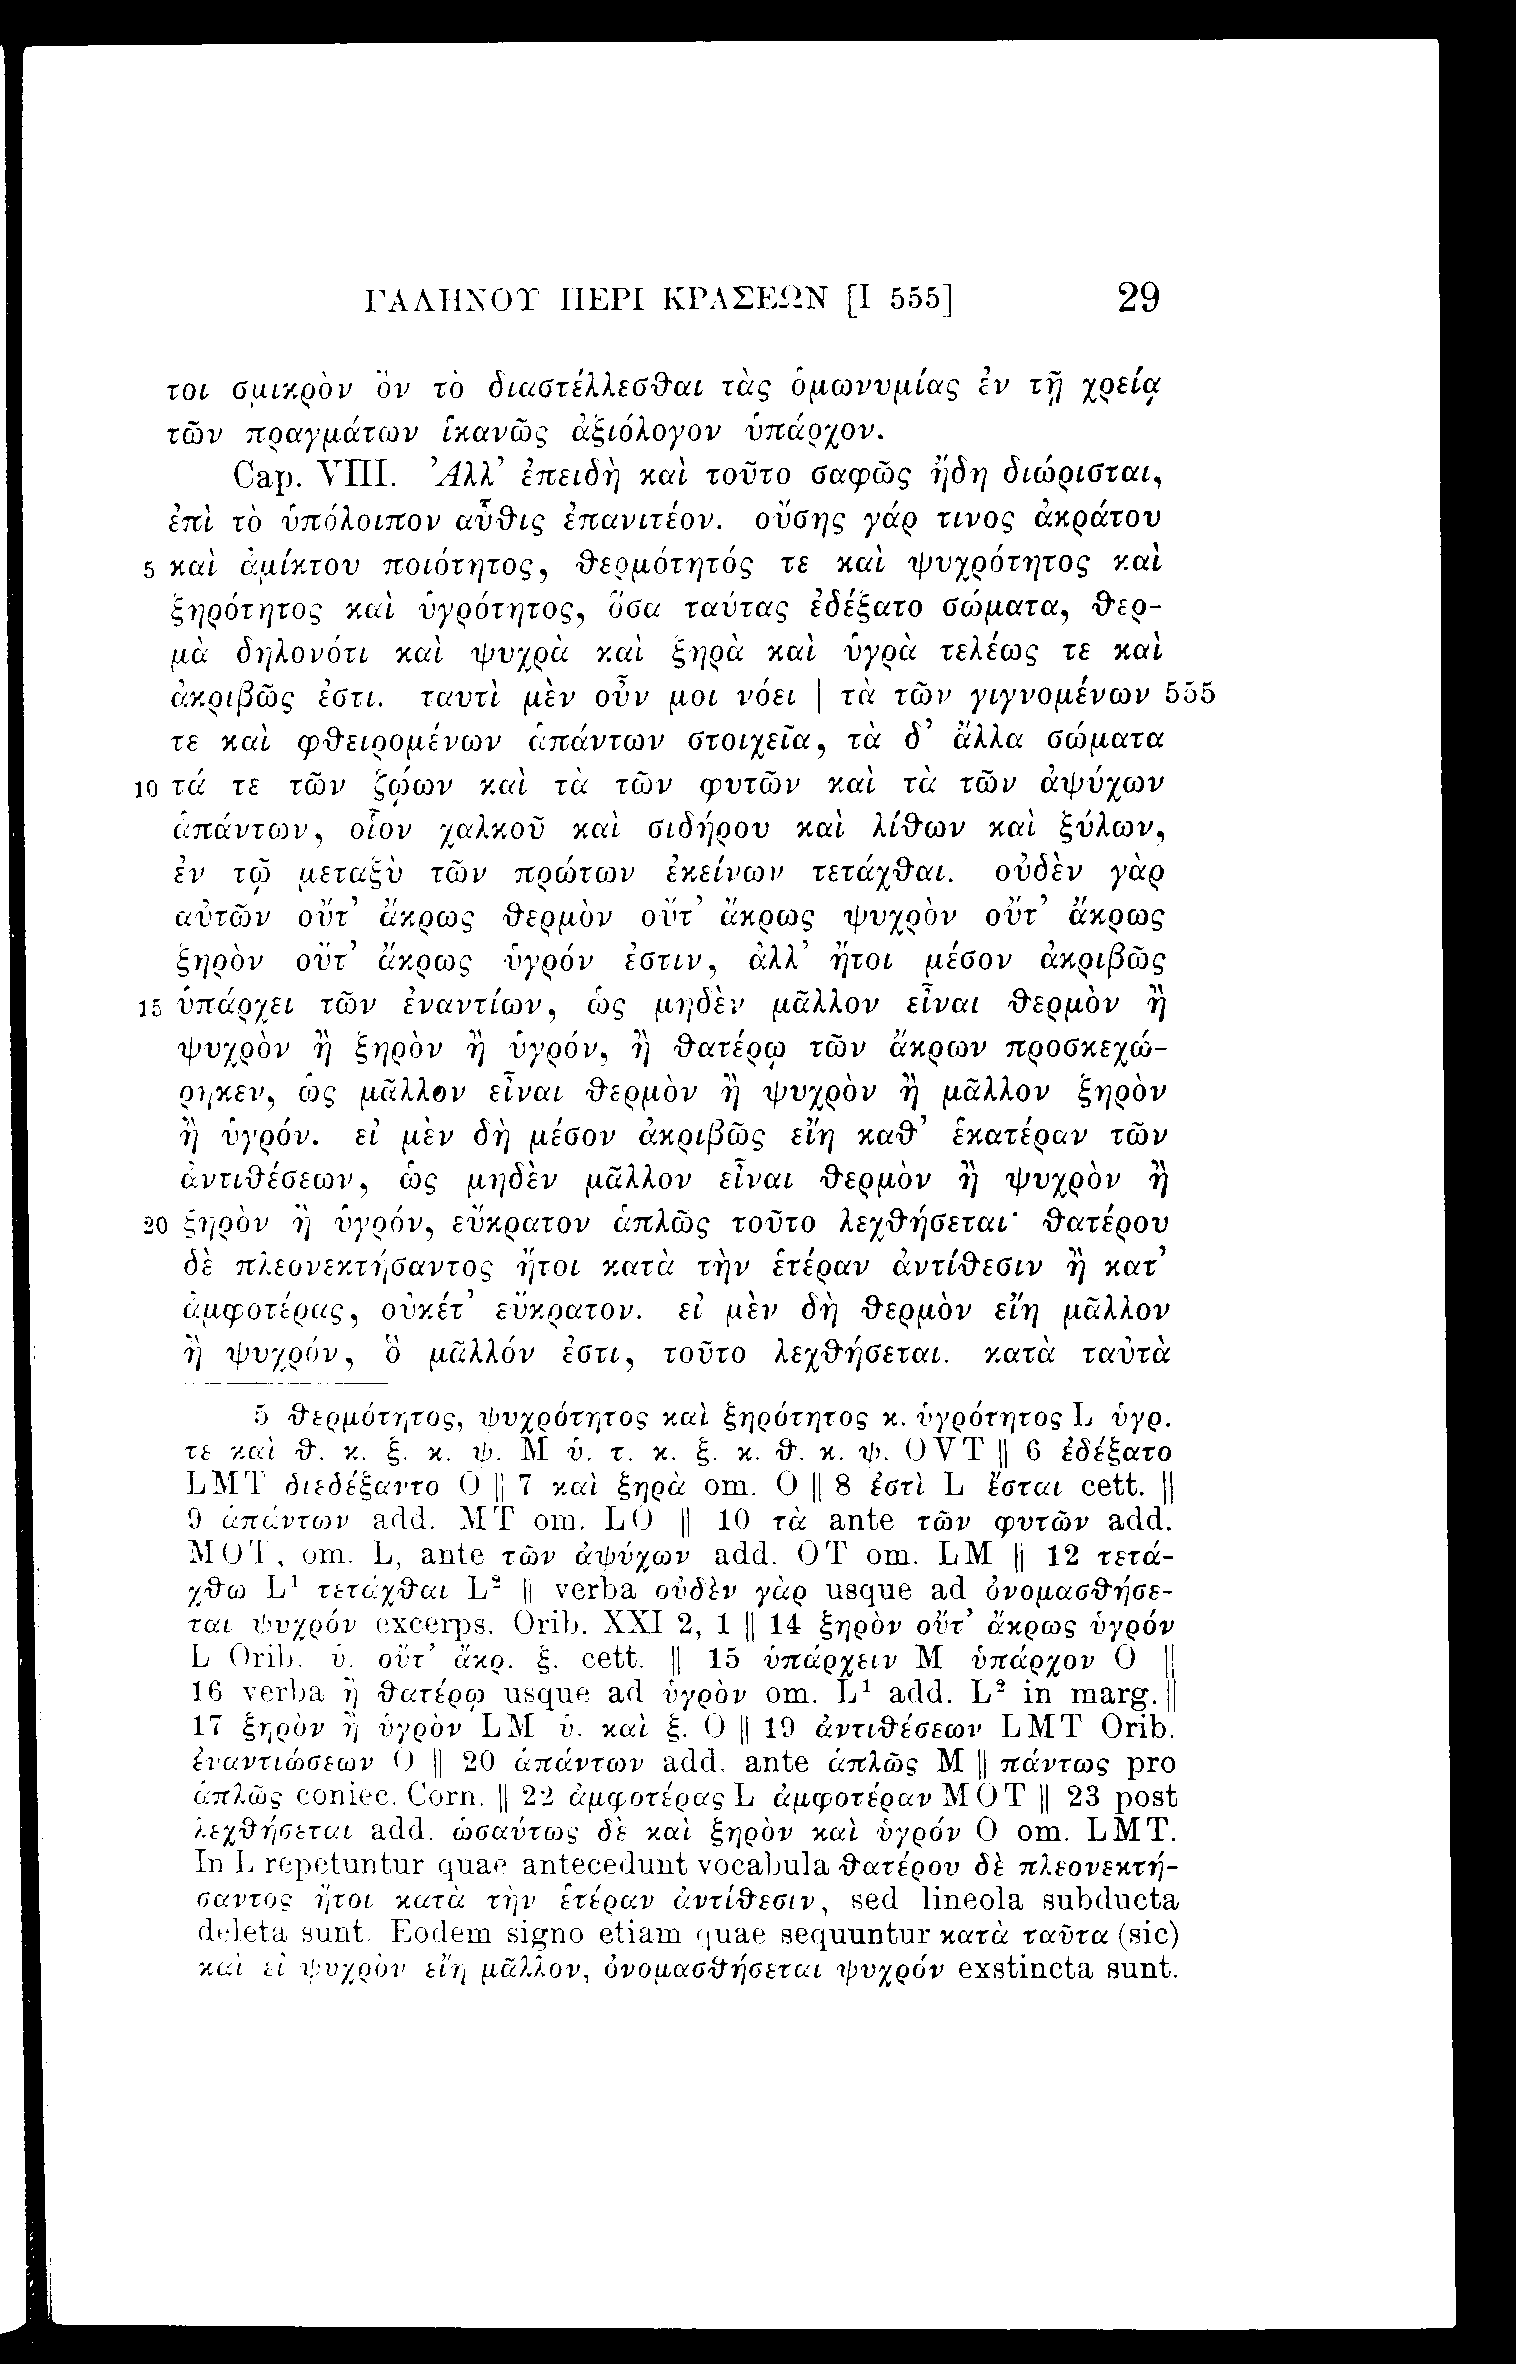 ΓΑΛΗΝΟΥ ΠΕΡΙ ΚΡΑΣΕΩΝ [I 555] 29
τοι σμικρὸν ὂν τὸ διαστέλλεσθαι τὰς ὁμωνυμίας ἐν τῇ χρείᾳ
τῶν πραγμάτων ἱκανῶς ἀξιόλογον ὑπάρχον.
Cap. VIII. Ἀλλ’ ἐπειδὴ καὶ τοῦτο σαφῶς ἤδη διώρισται,
ἐπὶ τὸ ὑπόλοιπον αὖθις ἐπανιτέον. οὔσης γάρ τινος ἀκράτου
5 καὶ ἀμίκτου ποιότητος, θερμότητός τε καὶ ψυχρότητος καὶ
ξηρότητος καὶ ὑγρότητος, ὅσα ταύτας ἐδέξατο σώματα, θερ-
μὰ δηλονότι καὶ ψυχρὰ καὶ ξηρὰ καὶ ὑγρὰ τελέως τε καὶ
ἀκριβῶς ἐστι. ταυτὶ μὲν οὖν μοι νόει | τὰ τῶν γιγνομένων 555
τε καὶ φθειρομένων ἁπάντων στοιχεῖα, τὰ δ’ ἄλλα σώματα
10 τά τε τῶν ζῴων καὶ τὰ τῶν φυτῶν καὶ τὰ τῶν ἀψύχων
ἁπάντων, οἷον χαλκοῦ καὶ σιδήρου καὶ λίθων καὶ ξύλων,
ἐν τῷ μεταξὺ τῶν πρώτων ἐκείνων τετάχθαι. οὐδὲν γὰρ
αὐτῶν οὔτ’ ἄκρως θερμὸν οὔτ’ ἄκρως ψυχρὸν οὔτ’ ἄκρως
ξηρὸν οὔτ’ ἄκρως ὑγρόν ἐστιν, ἀλλ’ ἤτοι μέσον ἀκριβῶς
15 ὑπάρχει τῶν ἐναντίων, ὡς μηδὲν μᾶλλον εἶναι θερμὸν ἢ
ψυχρὸν ἢ ξηρὸν ἢ ὑγρόν, ἢ θατέρῳ τῶν ἄκρων προσκεχώ-
ρηκεν, ὡς μᾶλλον εἶναι θερμὸν ἢ ψυχρὸν ἢ μᾶλλον ξηρὸν
ἢ ὑγρόν. εἰ μὲν δὴ μέσον ἀκριβῶς εἴη καθ’ ἑκατέραν τῶν
ἀντιθέσεων, ὡς μηδὲν μᾶλλον εἶναι θερμὸν ἢ ψυχρὸν ἢ
20 ξηρὸν ἢ ὑγρόν, εὔκρατον ἁπλῶς τοῦτο λεχθήσεται· θατέρου
δὲ πλεονεκτήσαντος ἤτοι κατὰ τὴν ἑτέραν ἀντίθεσιν ἢ κατ’
ἀμφοτέρας, οὐκέτ’ εὔκρατον. εἰ μὲν δὴ θερμὸν εἴη μᾶλλον
ἢ ψυχρόν, ὃ μᾶλλόν ἐστι, τοῦτο λεχθήσεται. κατὰ ταὐτὰ
5 θερμότητος, ψυχρότητος καὶ ξηρότητος κ. ὑγρότητος L ὑγρ.
τε καὶ θ. κ. ξ. κ. ψ. M ὑ. τ. κ. ξ. κ. θ. κ. ψ. OVT || 6 ἐδέξατο
LMT διεδέξαντο O || 7 καὶ ξηρὰ om. O || 8 ἐστὶ L ἔσται cett. ||
9 ἁπάντων add. MT om. LO || 10 τὰ ante τῶν φυτῶν add.
MOT, om. L, ante τῶν ἀψύχων add. OT om. LM || 12 τετά-
χθω L¹ τετάχθαι L² || verba οὐδὲν γὰρ usque ad ὀνομασθήσε-
ται ψυχρόν excerps. Orib. XXI 2, 1 || 14 ξηρὸν οὔτ’ ἄκρως ὑγρόν
L Orib. ὑ. οὔτ’ ἄκρ. ξ. cett. || 15 ὑπάρχειν M ὑπάρχον O ||
16 verba ἢ θατέρῳ usque ad ὑγρὸν om. L¹ add. L² in marg. ||
17 ξηρὸν ἢ ὑγρὸν LM ὑ. καὶ ξ. O || 19 ἀντιθέσεων LMT Orib.
ἐναντιώσεων O || 20 ἁπάντων add. ante ἁπλῶς M || πάντως pro
ἁπλῶς coniec. Corn. || 22 ἀμφοτέρας L ἀμφοτέραν MOT || 23 post
λεχθήσεται add. ὡσαύτως δὲ καὶ ξηρὸν καὶ ὑγρόν O om. LMT.
In L repetuntur quae antecedunt vocabula θατέρου δὲ πλεονεκτή-
σαντος ἤτοι κατὰ τὴν ἑτέραν ἀντίθεσιν, sed lineola subducta
deleta sunt. Eodem signo etiam quae sequuntur κατὰ ταῦτα (sic)
καὶ εἰ ψυχρὸν εἴη μᾶλλον, ὀνομασθήσεται ψυχρόν exstincta sunt.